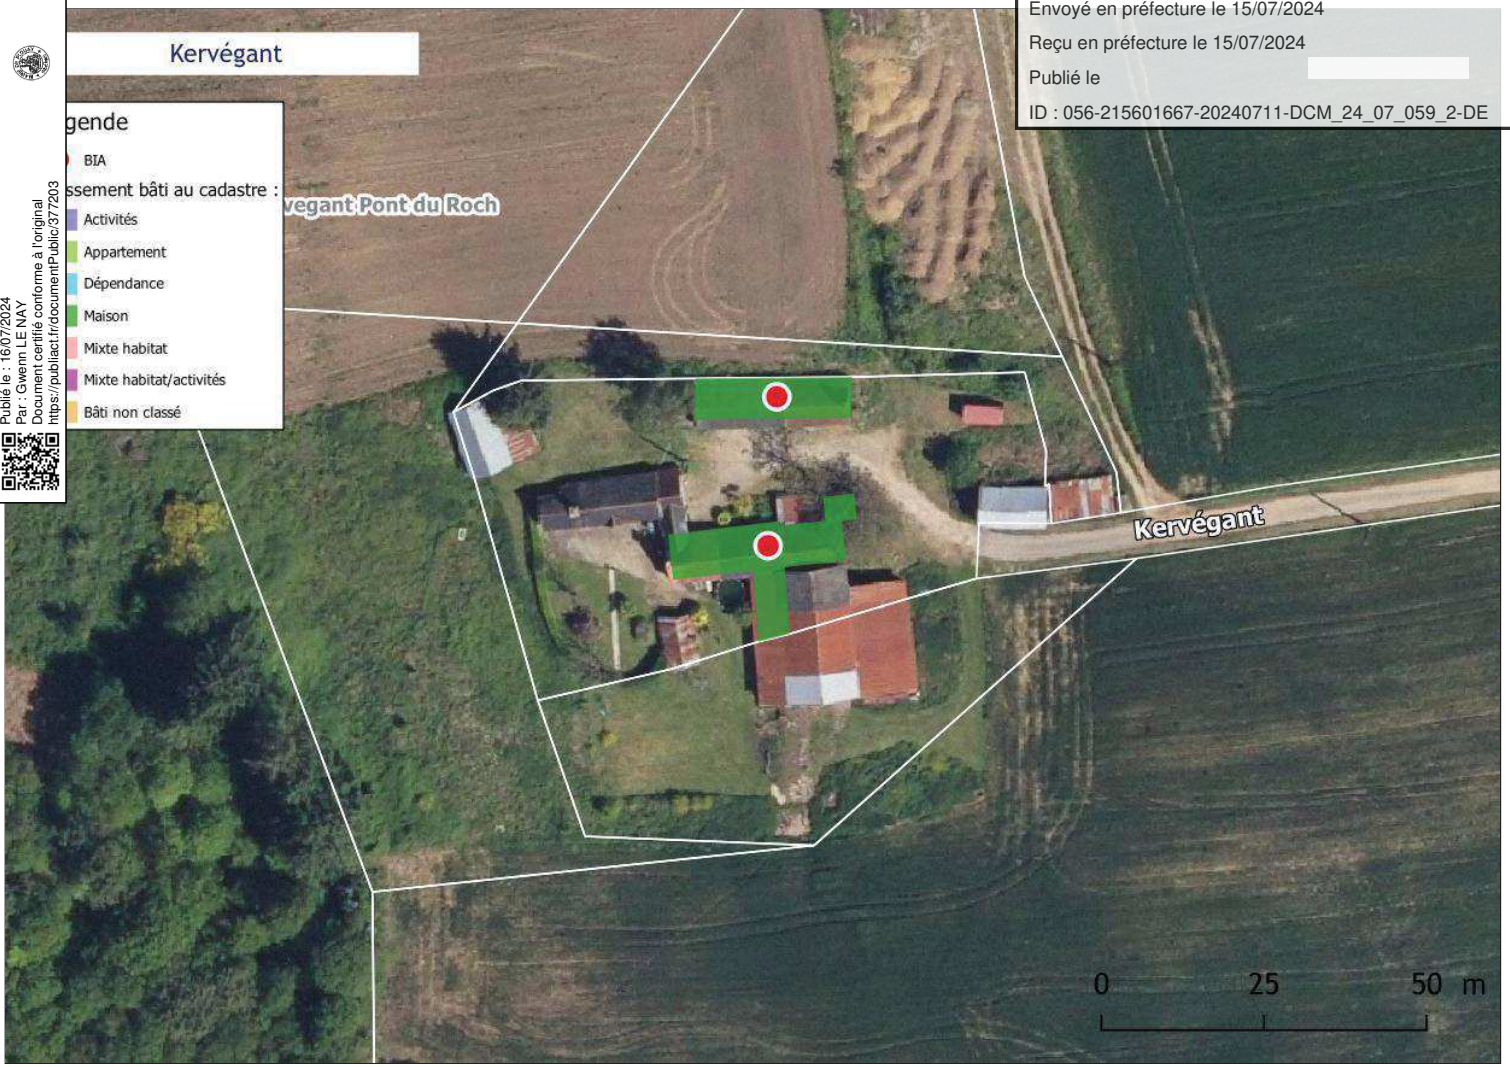 Envoyé en préfecture le 15/07/2024
Reçu en préfecture le 15/07/2024
Publié le
ID : 056-215601667-20240711-DCM_24_07_059_2-DE
Kervégant
gende
BIA
ssement bâti au cadastre :
Activités
Appartement
Dépendance
Maison
Mixte habitat
Mixte habitat/activités
Bâti non classé
Publié le : 16/07/2024
Par : Gwenn LE NAY
Document certifié conforme à l'original
https://publiact.fr/documentPublic/377203
vegant Pont du Roch
Kervégant
0 25 50 m